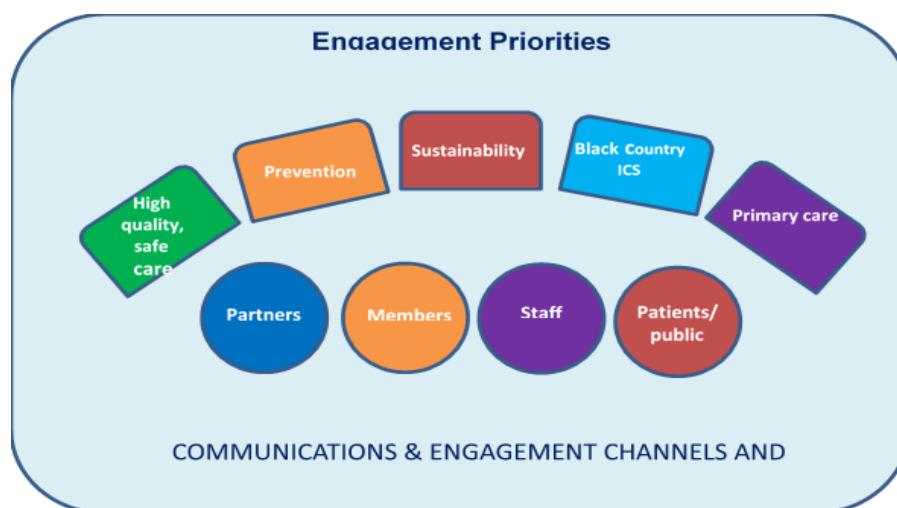 Engagement Priorities
High
quality,
safe
care
Prevention
Sustainability
Black Country
ICS
Primary care
Partners
Members
Staff
Patients/
public
COMMUNICATIONS & ENGAGEMENT CHANNELS AND